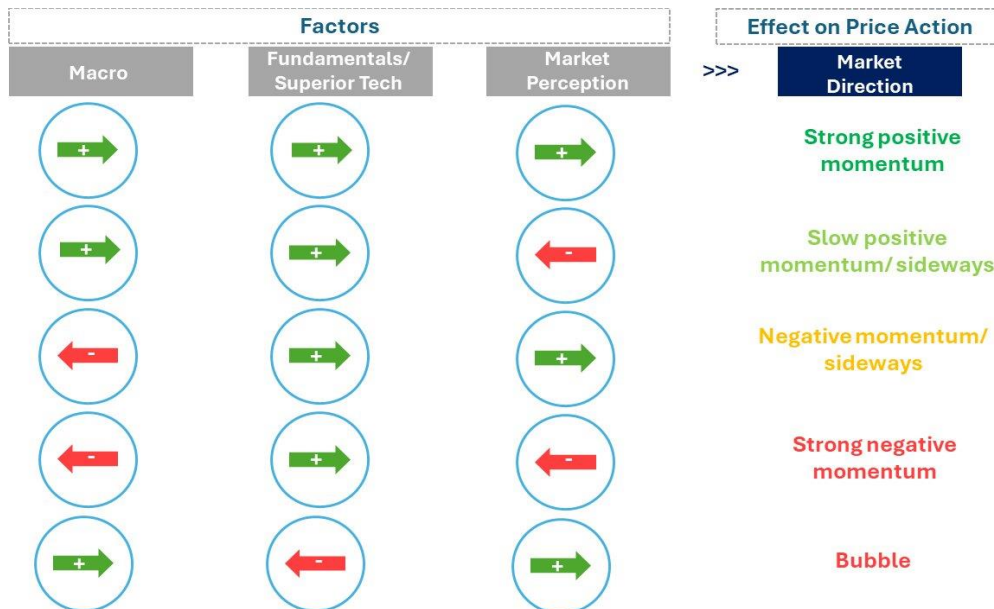 Factors
Effect on Price Action
Macro
Fundamentals/
Superior Tech
Market
Perception
>>>
Market
Direction
+
+
+
Strong positive
momentum
+
+
-
Slow positive
momentum/ sideways
-
+
+
Negative momentum/
sideways
-
+
-
Strong negative
momentum
+
-
+
Bubble